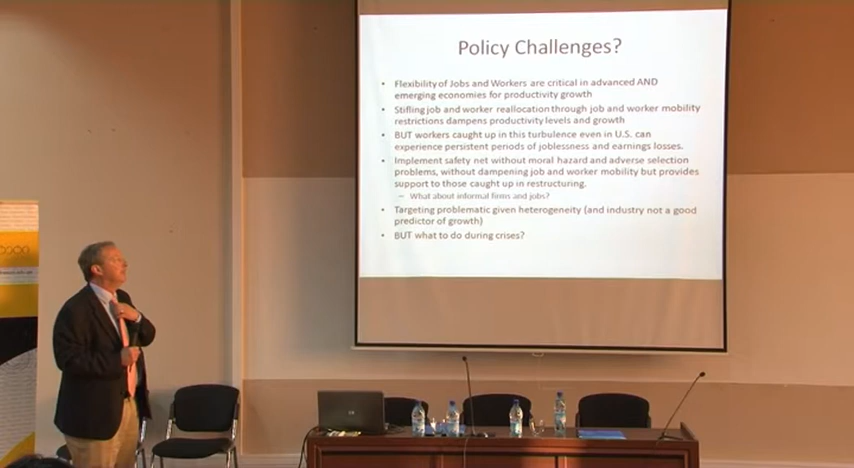 Policy Challenges?
• Flexibility of Jobs and Workers are critical in advanced AND
emerging economies for productivity growth
• Stifling job and worker reallocation through job and worker mobility
restrictions dampens productivity levels and growth
• BUT workers caught up in this turbulence even in U.S. can
experience persistent periods of joblessness and earnings losses.
• Implement safety net without moral hazard and adverse selection
problems, without dampening job and worker mobility but provides
support to those caught up in restructuring.
– What about informal firms and jobs?
• Targeting problematic given heterogeneity (and industry not a good
predictor of growth)
• BUT what to do during crises?